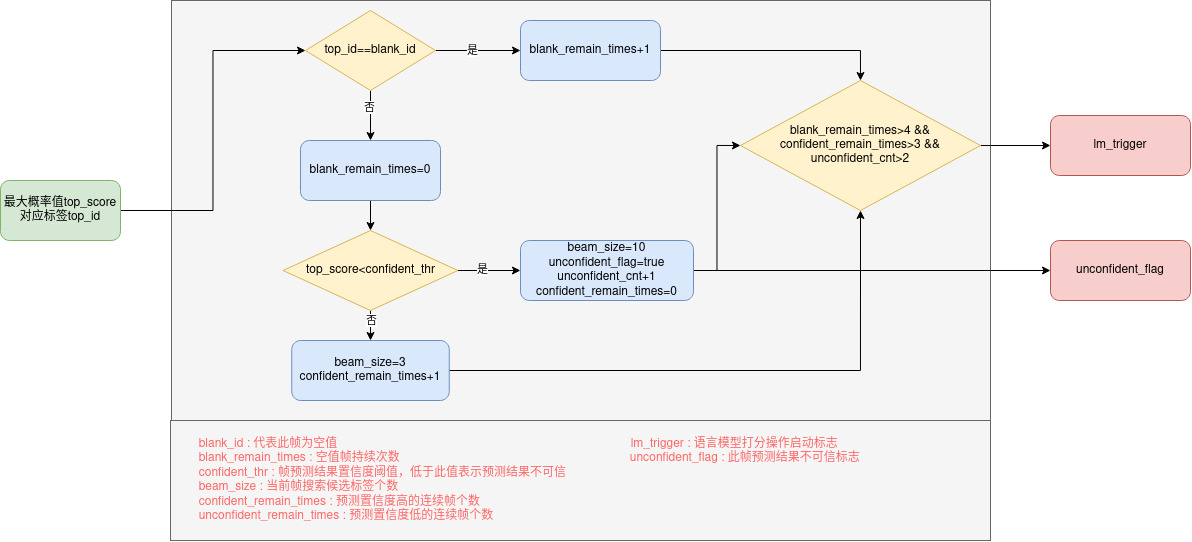 top_id==blank_id
是
blank_remain_times+1
否
blank_remain_times=0
blank_remain_times>4 &&
confident_remain_times>3 &&
unconfident_cnt>2
lm_trigger
最大概率值top_score
对应标签top_id
top_score<confident_thr
是
beam_size=10
unconfident_flag=true
unconfident_cnt+1
confident_remain_times=0
unconfident_flag
否
beam_size=3
confident_remain_times+1
blank_id : 代表此帧为空值
blank_remain_times : 空值帧持续次数
confident_thr : 帧预测结果置信度阈值，低于此值表示预测结果不可信
beam_size : 当前帧搜索候选标签个数
confident_remain_times : 预测置信度高的连续帧个数
unconfident_remain_times : 预测置信度低的连续帧个数
lm_trigger : 语言模型打分操作启动标志
unconfident_flag : 此帧预测结果不可信标志